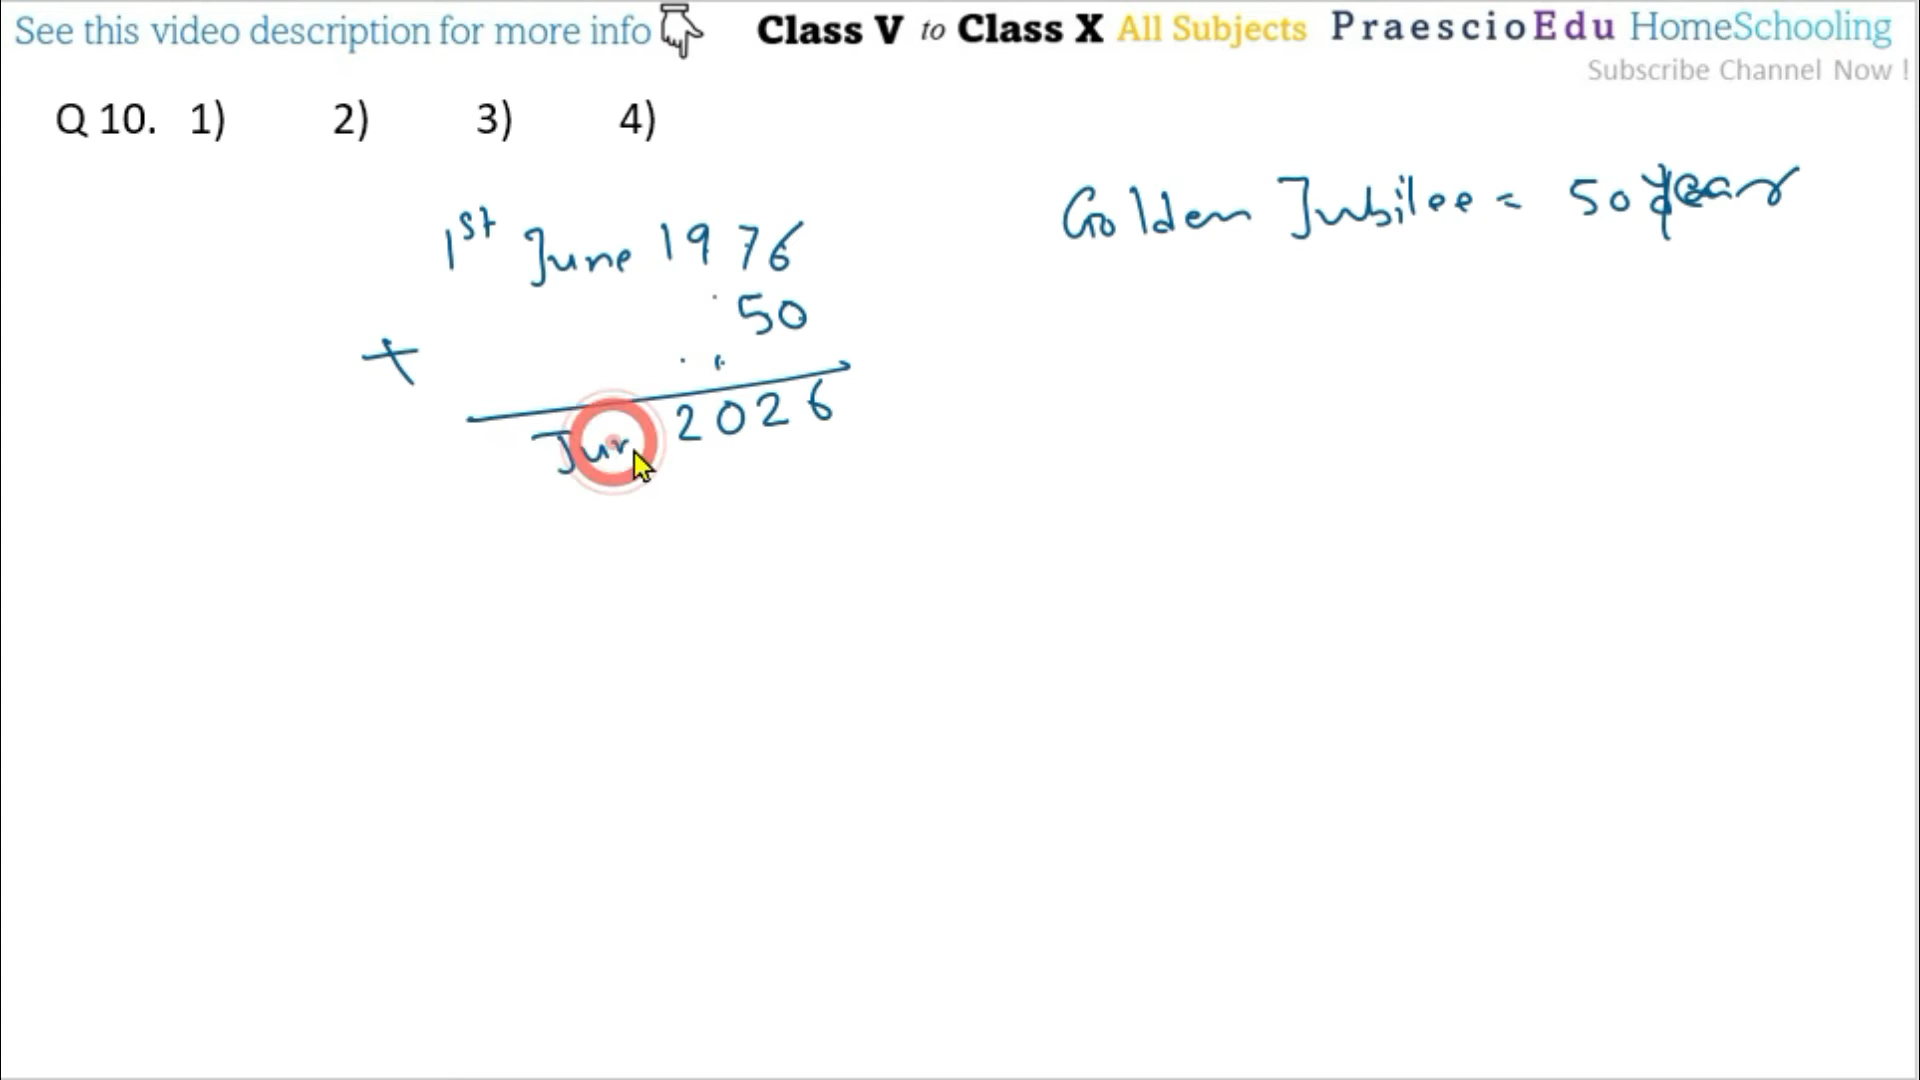 See this video description for more info Class V to Class X All Subjects PraescioEdu HomeSchooling
Subscribe Channel Now !
Q 10. 1) 2) 3) 4)
Golden Jubilee = 50 year
1st June 1976
50
+
Jun 2026